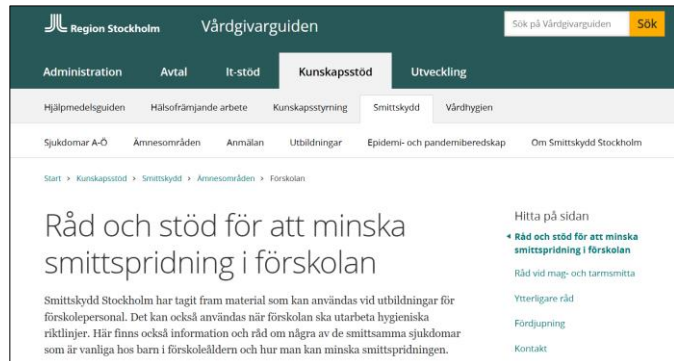 Region Stockholm
Vårdgivarguiden
Sök på Vårdgivarguiden
Sök
Administration
Avtal
It-stöd
Kunskapsstöd
Utveckling
Hjälpmedelsguiden
Hälsofrämjande arbete
Kunskapsstyrning
Smittskydd
Vårdhygien
Sjukdomar A-Ö
Ämnesområden
Anmälan
Utbildningar
Epidemi- och pandemiberedskap
Om Smittskydd Stockholm
Start > Kunskapsstöd > Smittskydd > Ämnesområden > Förskolan
Råd och stöd för att minska
smittspridning i förskolan
Smittskydd Stockholm har tagit fram material som kan användas vid utbildningar för
förskolepersonal. Det kan också användas när förskolan ska utarbeta hygieniska
riktlinjer. Här finns också information och råd om några av de smittsamma sjukdomar
som är vanliga hos barn i förskoleåldern och hur man kan minska smittspridningen.
Hitta på sidan
Råd och stöd för att minska
smittspridning i förskolan
Råd vid mag- och tarmsmitta
Ytterligare råd
Fördjupning
Kontakt